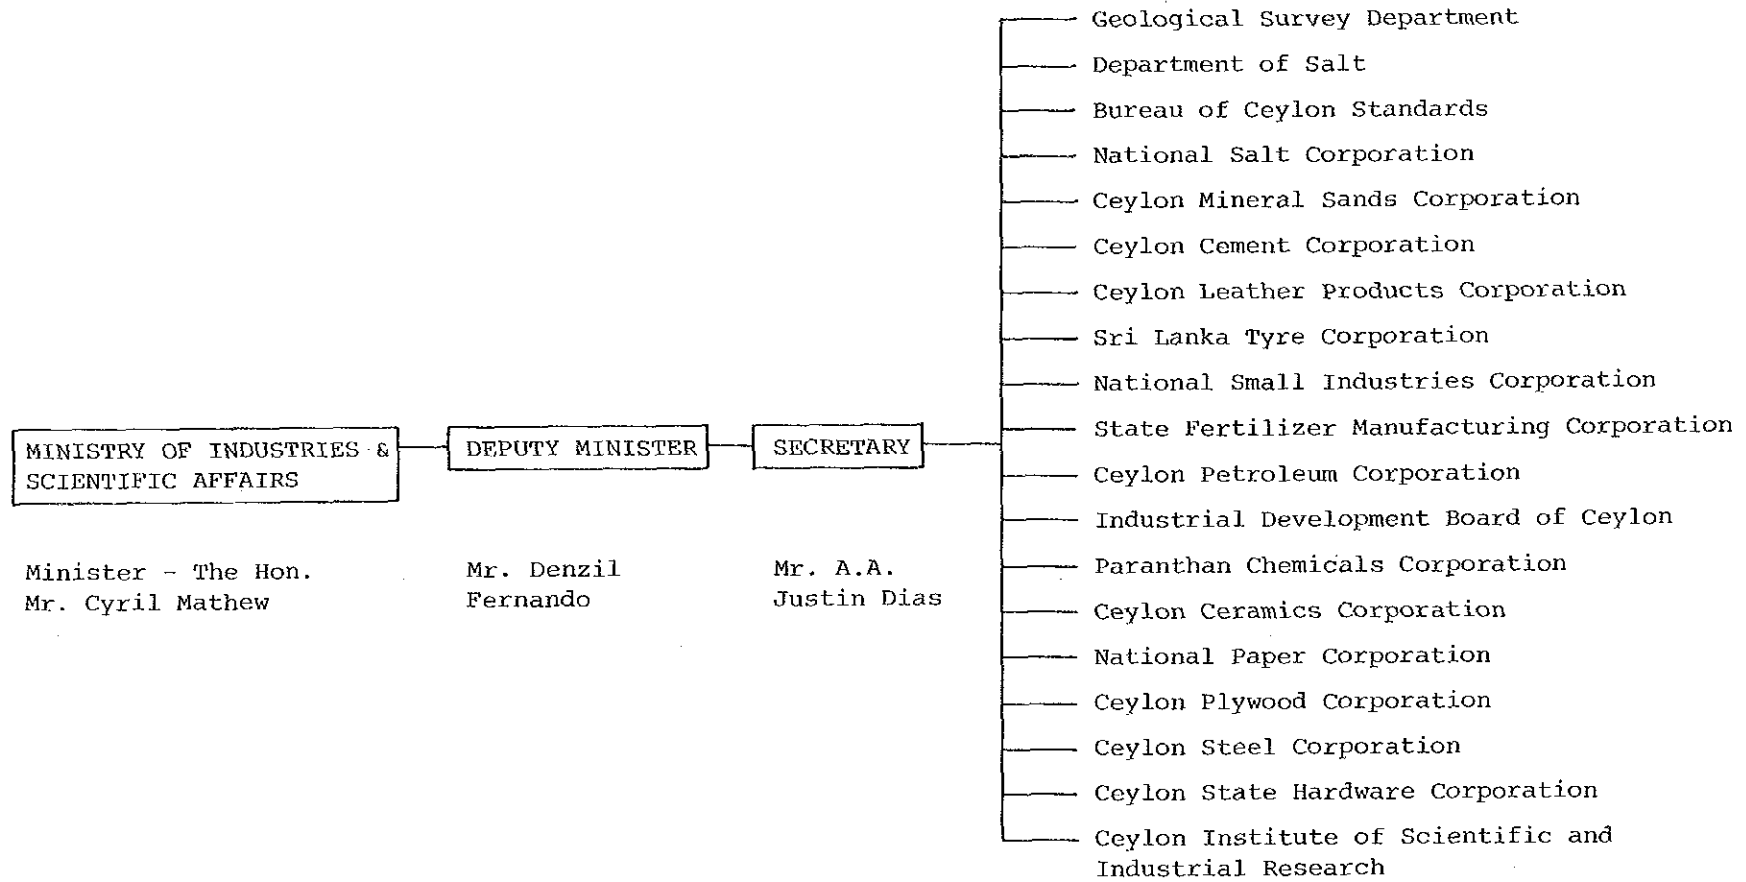 Geological Survey Department
Department of Salt
Bureau of Ceylon Standards
National Salt Corporation
Ceylon Mineral Sands Corporation
Ceylon Cement Corporation
Ceylon Leather Products Corporation
Sri Lanka Tyre Corporation
National Small Industries Corporation
State Fertilizer Manufacturing Corporation
Ceylon Petroleum Corporation
Industrial Development Board of Ceylon
Paranthan Chemicals Corporation
Ceylon Ceramics Corporation
National Paper Corporation
Ceylon Plywood Corporation
Ceylon Steel Corporation
Ceylon State Hardware Corporation
Ceylon Institute of Scientific and
Industrial Research
MINISTRY OF INDUSTRIES &
SCIENTIFIC AFFAIRS
DEPUTY MINISTER
SECRETARY
Minister - The Hon.
Mr. Cyril Mathew
Mr. Denzil
Fernando
Mr. A.A.
Justin Dias